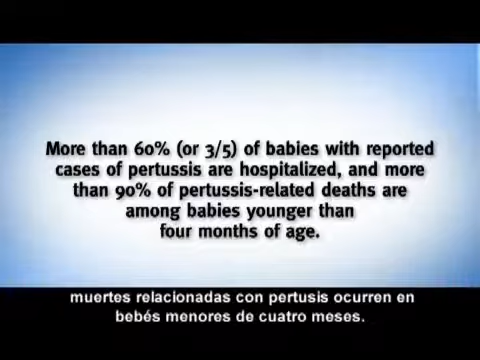 More than 60% (or 3/5) of babies with reported
cases of pertussis are hospitalized, and more
than 90% of pertussis-related deaths are
among babies younger than
four months of age.
muertes relacionadas con pertusis ocurren en
bebés menores de cuatro meses.